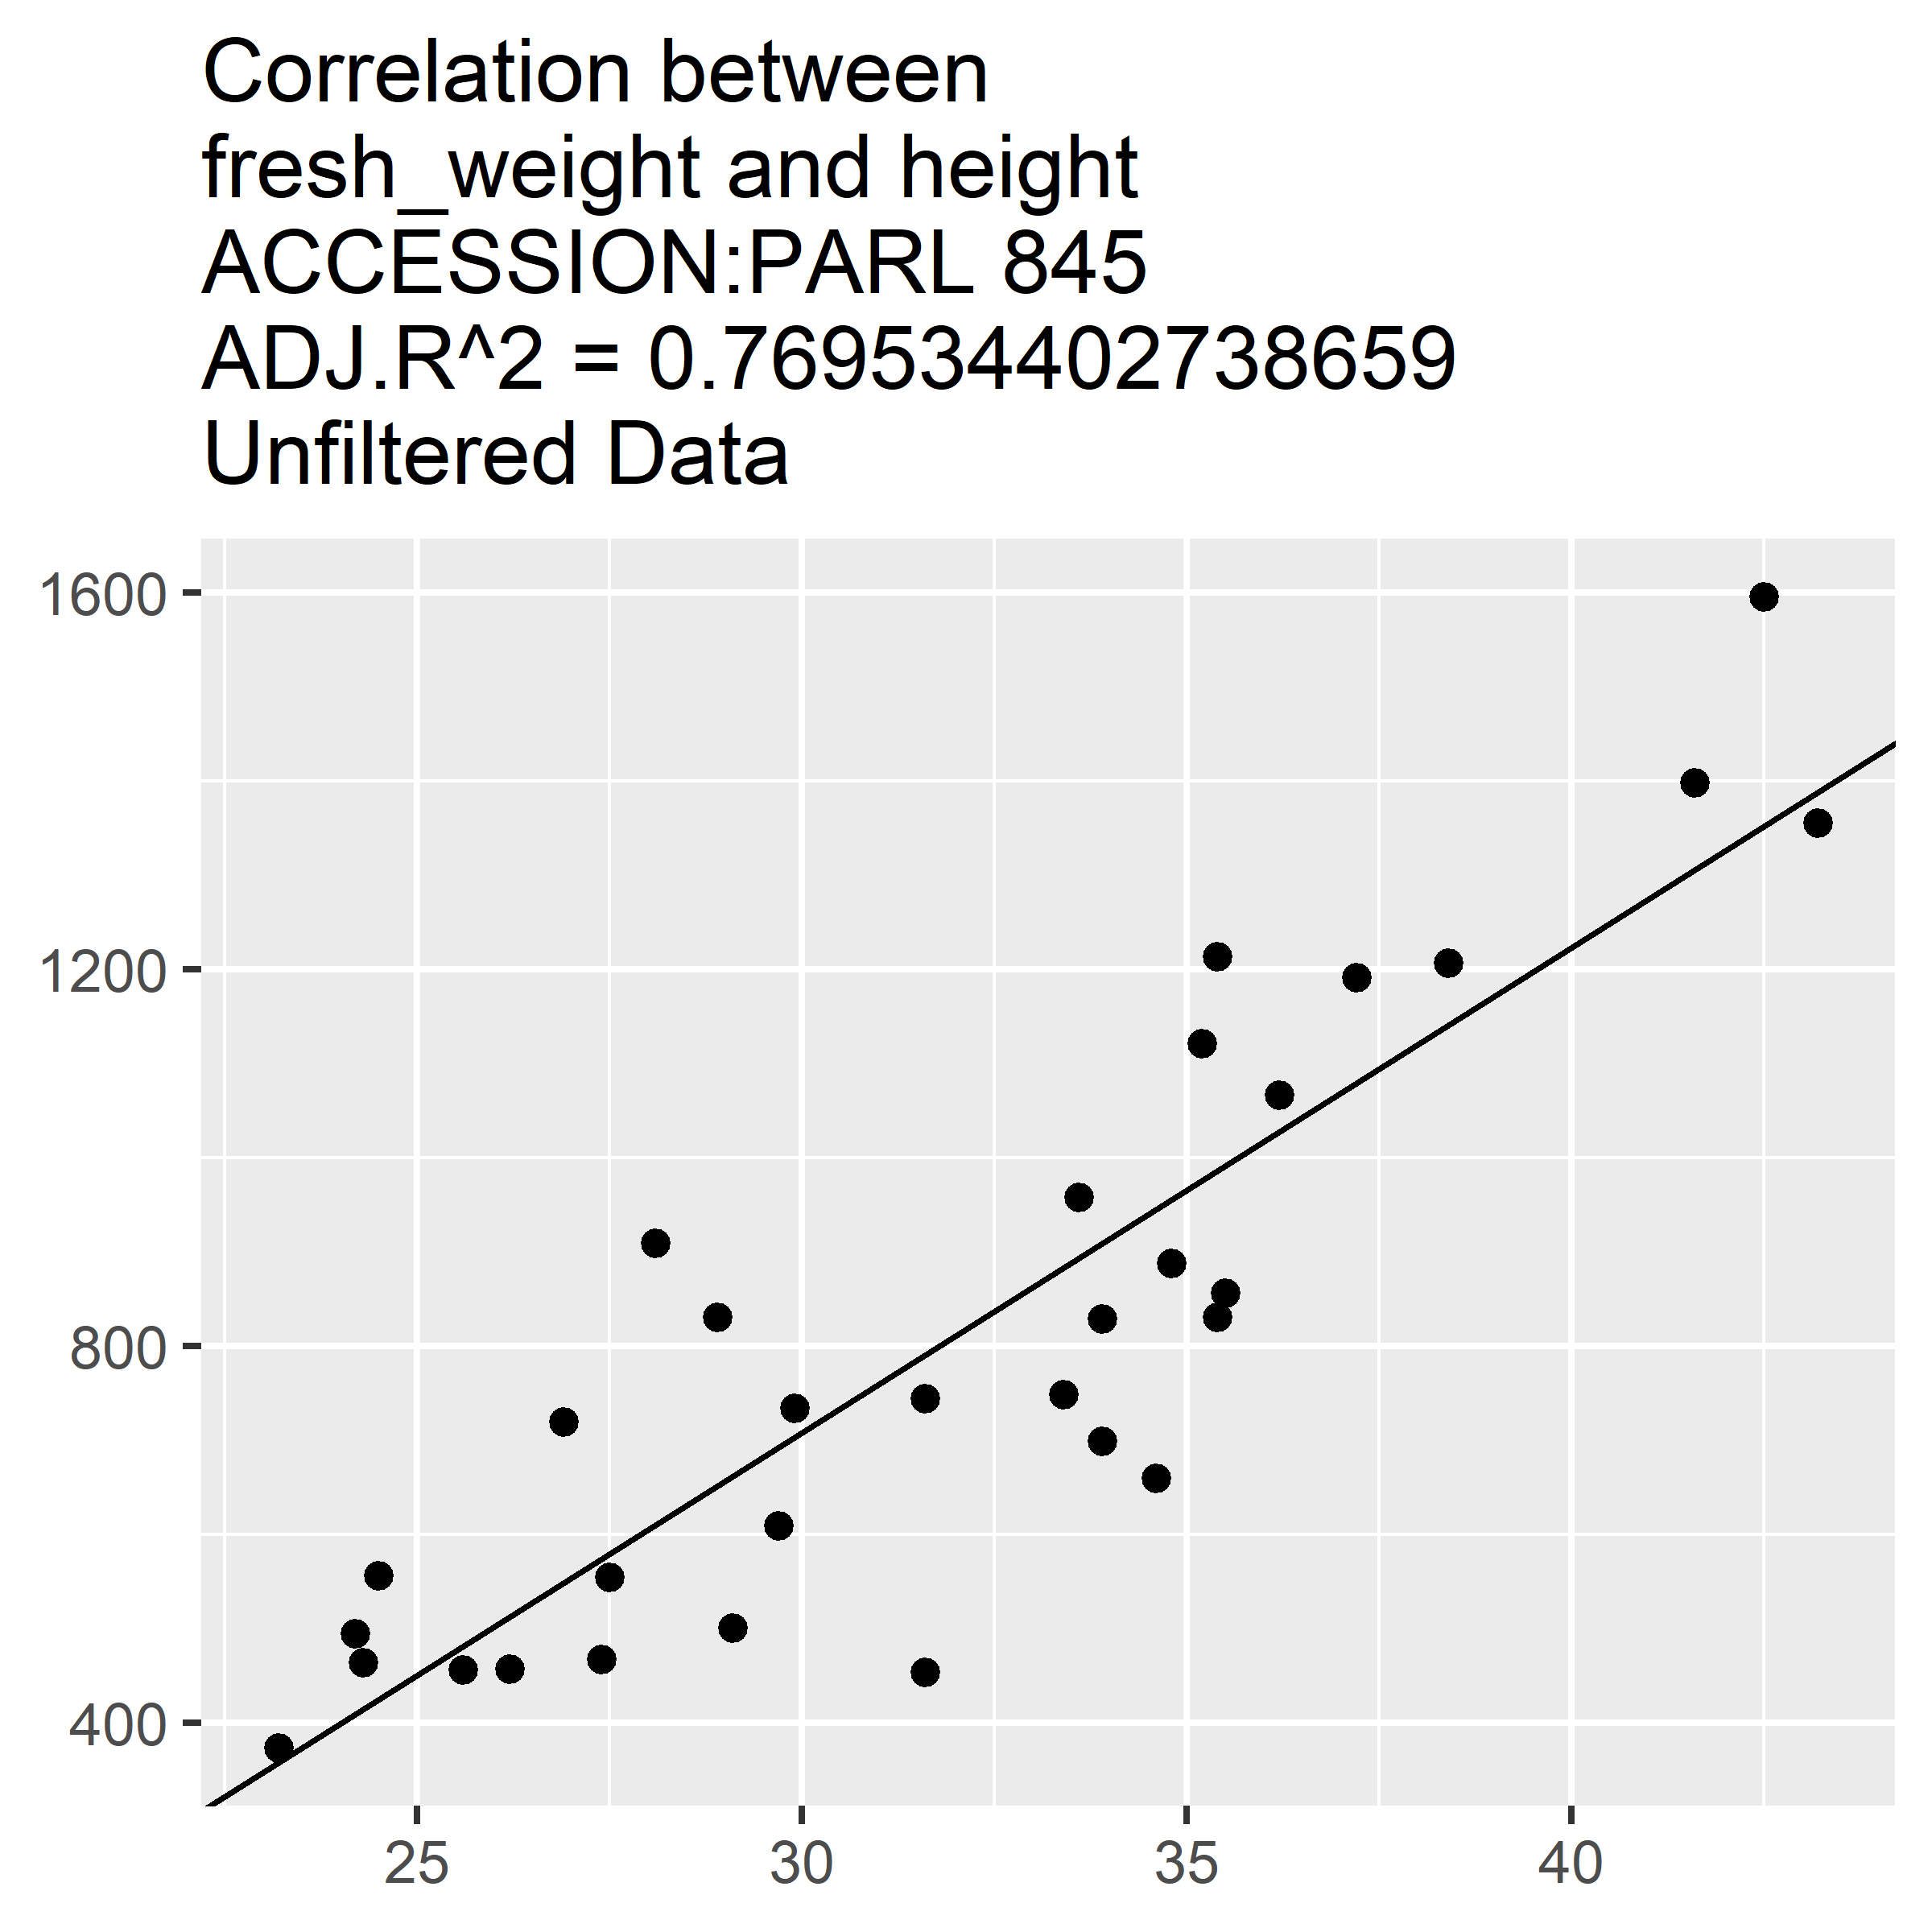 Correlation between
fresh_weight and height
ACCESSION:PARL 845
ADJ.R^2 = 0.769534402738659
Unfiltered Data
1600
1200
800
400
25 30 35 40